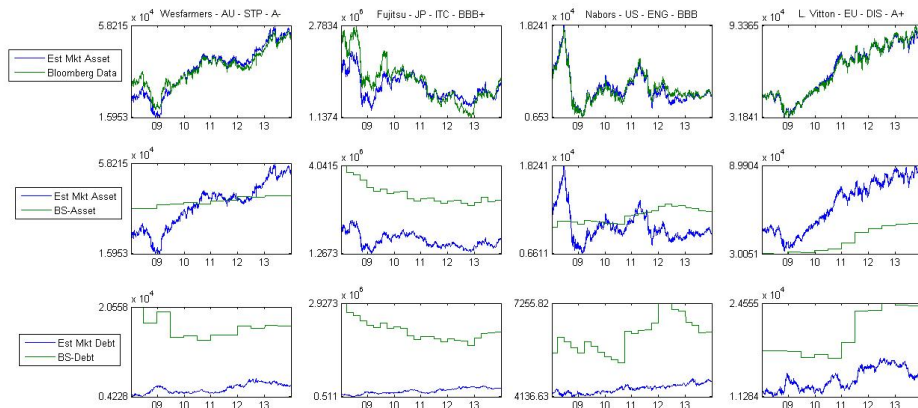 Wesfarmers - AU - STP - A-
Fujitsu - JP - ITC - BBB+
Nabors - US - ENG - BBB
L. Vitton - EU - DIS - A+
Est Mkt Asset
Bloomberg Data
5.8215 x 10^4
1.5953
09 10 11 12 13
2.7834 x 10^6
1.1374
09 10 11 12 13
1.8241 x 10^4
0.653
09 10 11 12 13
9.3365 x 10^4
3.1841
09 10 11 12 13
Est Mkt Asset
BS-Asset
5.8215 x 10^4
1.5953
09 10 11 12 13
4.0415 x 10^6
1.2673
09 10 11 12 13
1.8241 x 10^4
0.6611
09 10 11 12 13
8.9904 x 10^4
3.0051
09 10 11 12 13
Est Mkt Debt
BS-Debt
2.0558 x 10^4
0.4228
09 10 11 12 13
2.9273 x 10^6
0.511
09 10 11 12 13
7255.82
4136.63
09 10 11 12 13
2.4555 x 10^4
1.1284
09 10 11 12 13